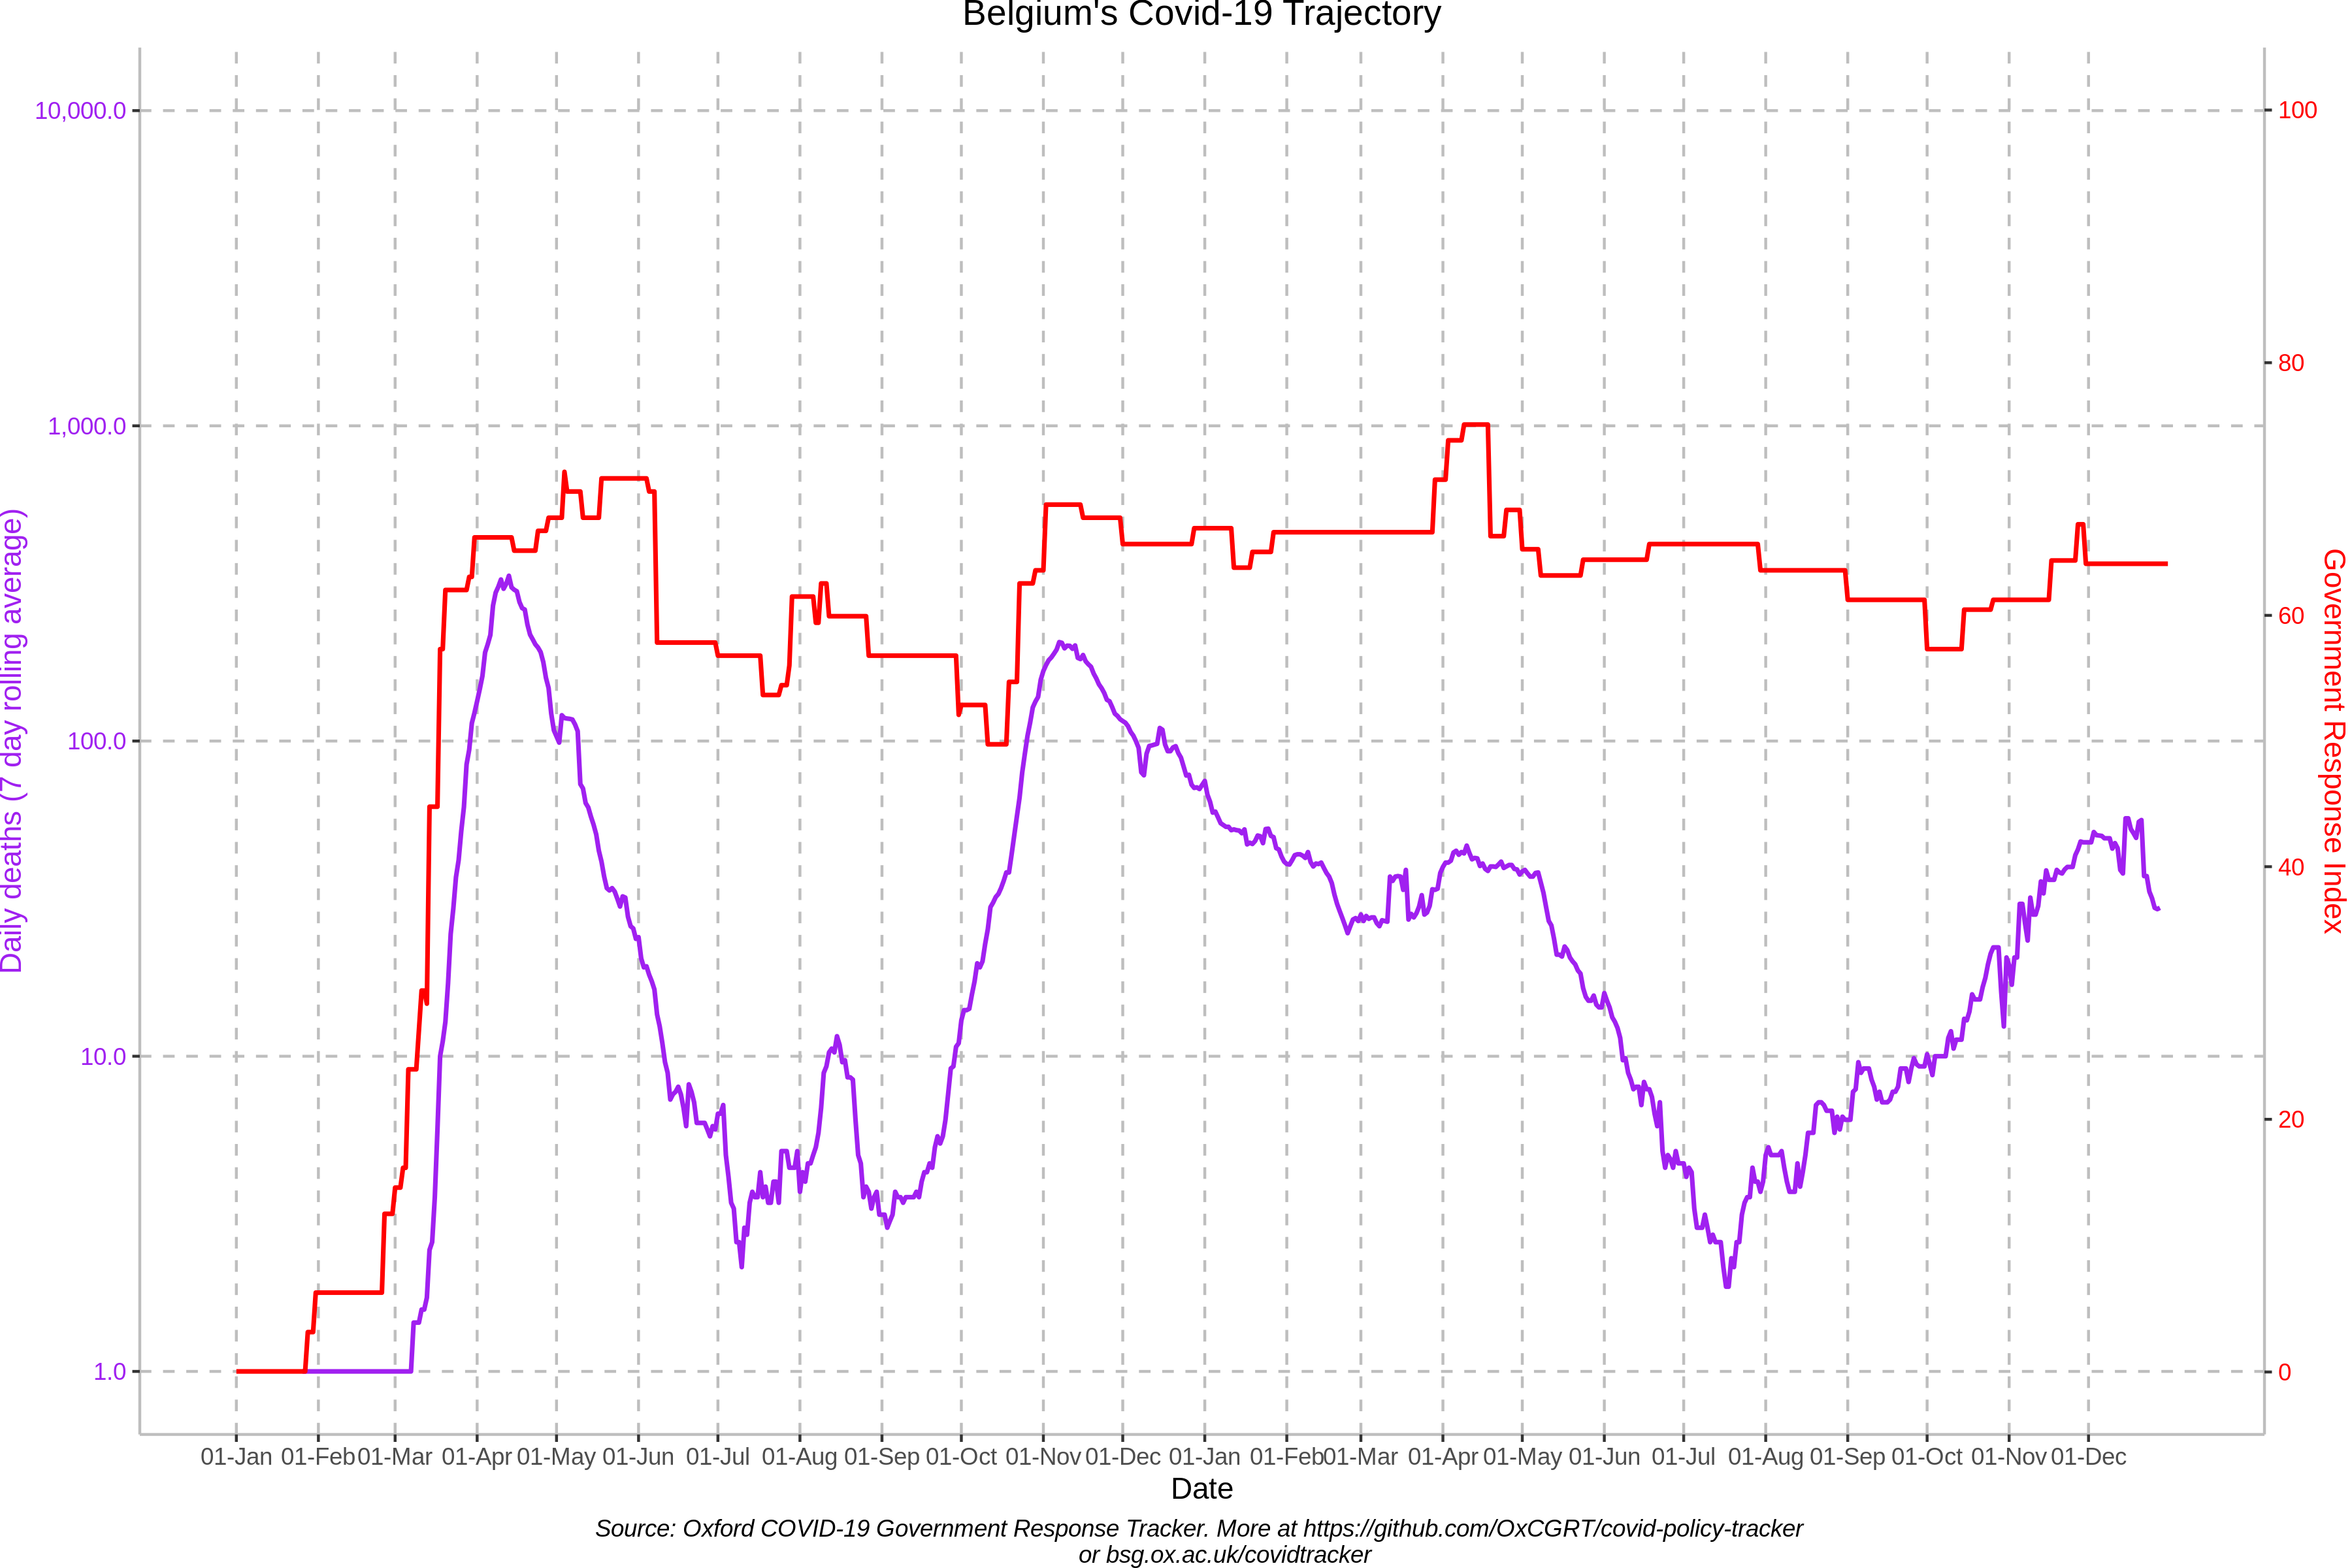 Belgium's Covid-19 Trajectory
10,000.0
1,000.0
100.0
10.0
1.0
Daily deaths (7 day rolling average)
100
80
60
40
20
0
Government Response Index
01-Jan 01-Feb 01-Mar 01-Apr 01-May 01-Jun 01-Jul 01-Aug 01-Sep 01-Oct 01-Nov 01-Dec 01-Jan 01-Feb 01-Mar 01-Apr 01-May 01-Jun 01-Jul 01-Aug 01-Sep 01-Oct 01-Nov 01-Dec
Date
Source: Oxford COVID-19 Government Response Tracker. More at https://github.com/OxCGRT/covid-policy-tracker
or bsg.ox.ac.uk/covidtracker